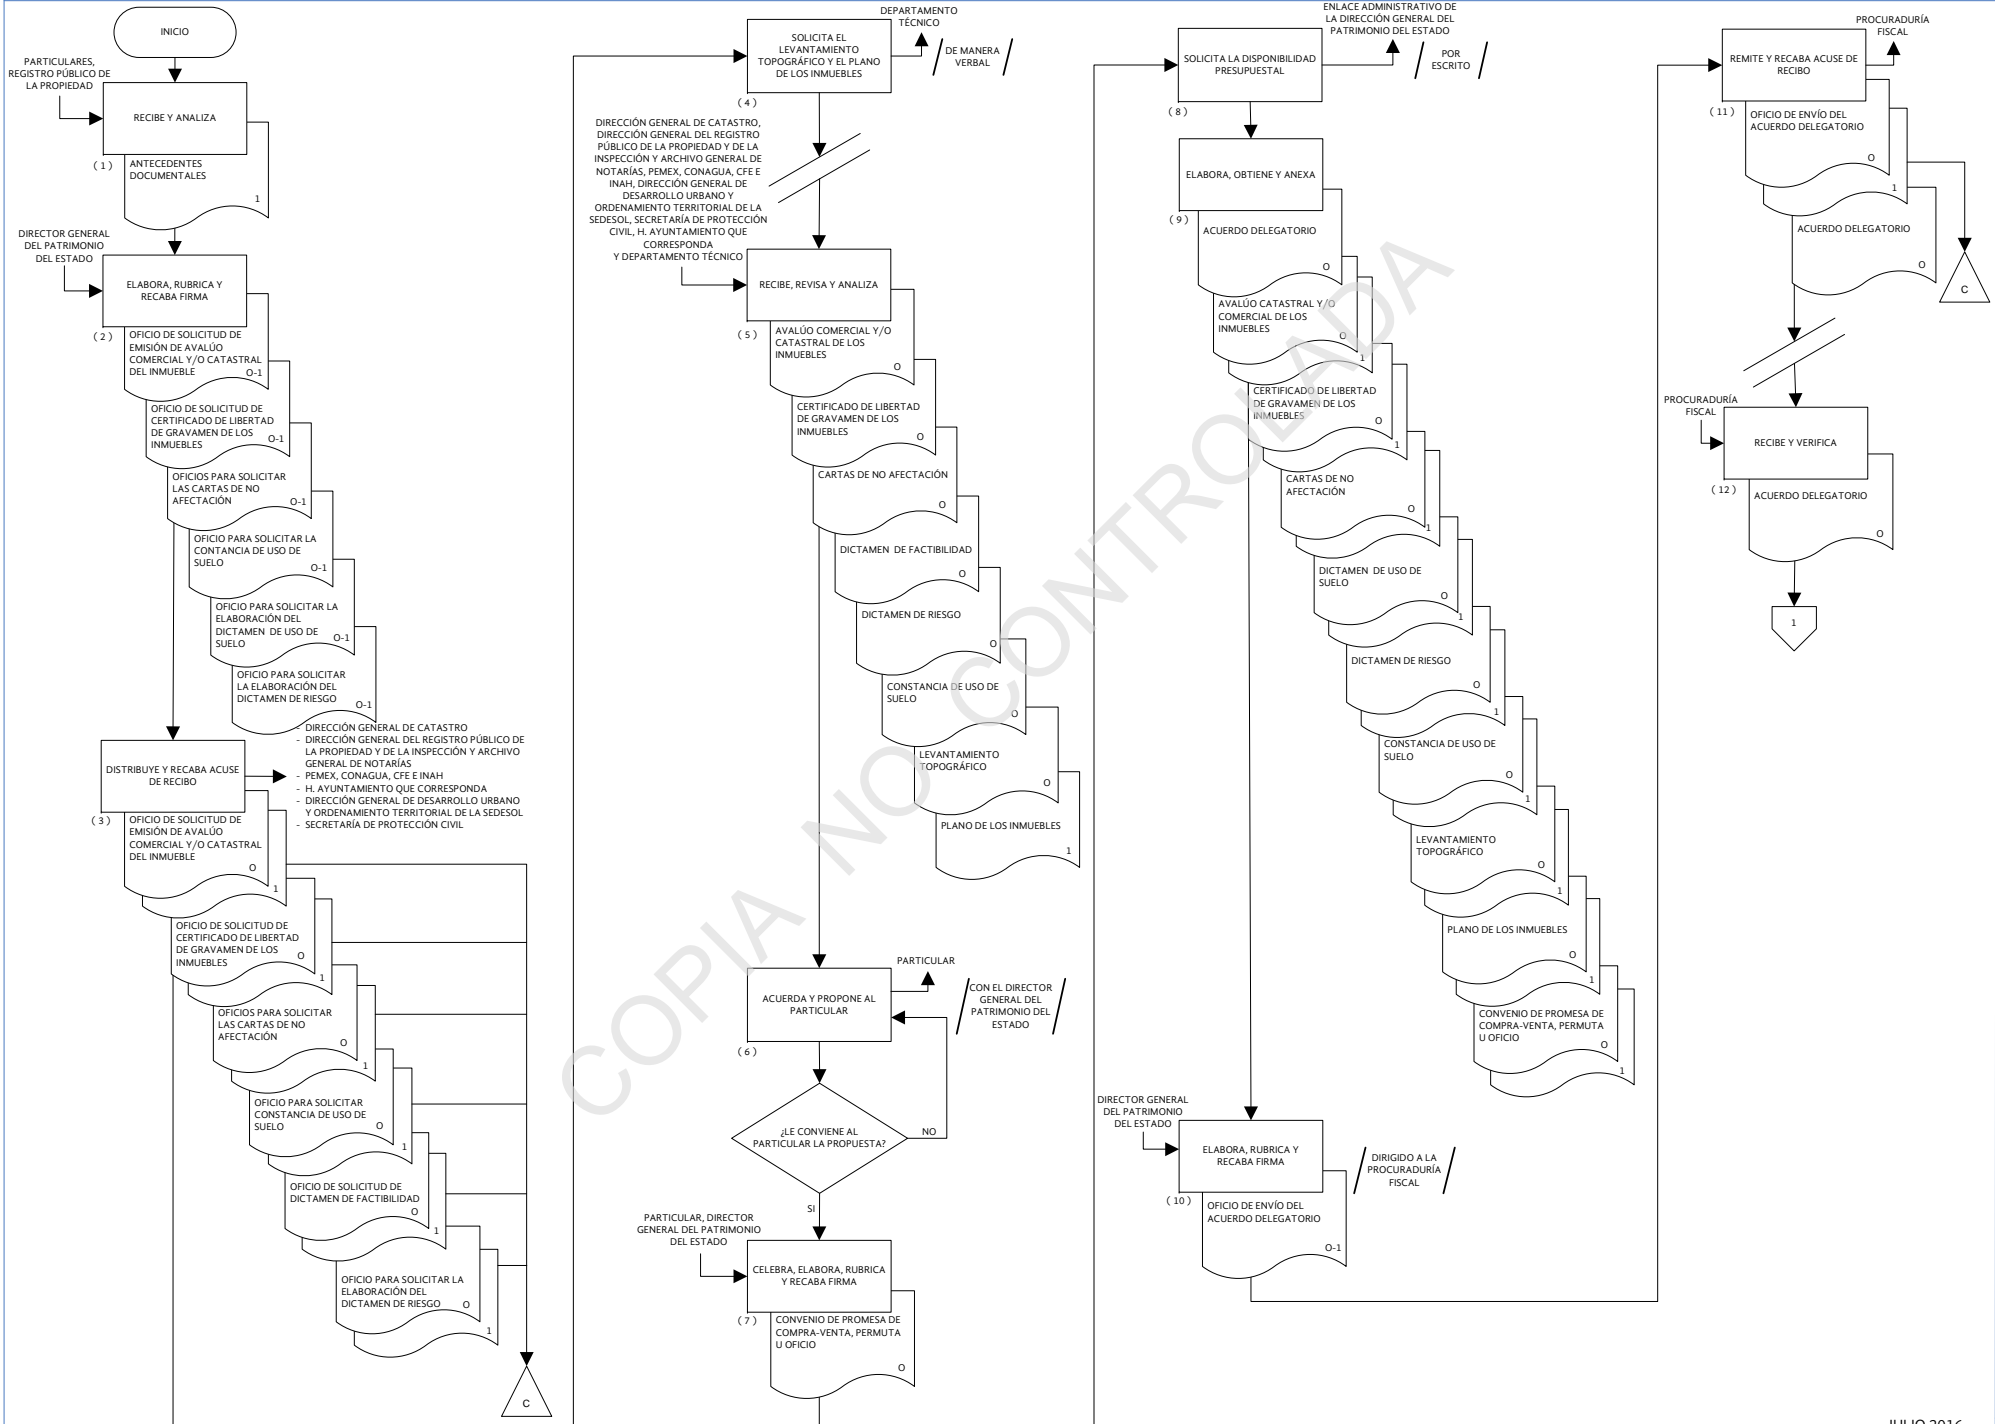 INICIO
PARTICULARES,
REGISTRO PÚBLICO DE
LA PROPIEDAD
RECIBE Y ANALIZA
( 1 )
ANTECEDENTES
DOCUMENTALES
1
DIRECTOR GENERAL
DEL PATRIMONIO
DEL ESTADO
ELABORA, RUBRICA Y
RECABA FIRMA
( 2 )
OFICIO DE SOLICITUD DE
EMISIÓN DE AVALÚO
COMERCIAL Y/O CATASTRAL
DEL INMUEBLE
O-1
OFICIO DE SOLICITUD DE
CERTIFICADO DE LIBERTAD
DE GRAVAMEN DE LOS
INMUEBLES
O-1
OFICIOS PARA SOLICITAR
LAS CARTAS DE NO
AFECTACIÓN
O-1
OFICIO PARA SOLICITAR LA
CONTANCIA DE USO DE
SUELO
O-1
OFICIO PARA SOLICITAR LA
ELABORACIÓN DEL
DICTAMEN DE USO DE
SUELO
O-1
OFICIO PARA SOLICITAR
LA ELABORACIÓN DEL
DICTAMEN DE RIESGO
O-1
DISTRIBUYE Y RECABA ACUSE
DE RECIBO
( 3 )
- DIRECCIÓN GENERAL DE CATASTRO
- DIRECCIÓN GENERAL DEL REGISTRO PÚBLICO DE
LA PROPIEDAD Y DE LA INSPECCIÓN Y ARCHIVO
GENERAL DE NOTARÍAS
- PEMEX, CONAGUA, CFE E INAH
- H. AYUNTAMIENTO QUE CORRESPONDA
- DIRECCIÓN GENERAL DE DESARROLLO URBANO
Y ORDENAMIENTO TERRITORIAL DE LA SEDESOL
- SECRETARÍA DE PROTECCIÓN CIVIL
OFICIO DE SOLICITUD DE
EMISIÓN DE AVALÚO
COMERCIAL Y/O CATASTRAL
DEL INMUEBLE
O
1
OFICIO DE SOLICITUD DE
CERTIFICADO DE LIBERTAD
DE GRAVAMEN DE LOS
INMUEBLES
O
1
OFICIOS PARA SOLICITAR
LAS CARTAS DE NO
AFECTACIÓN
O
1
OFICIO PARA SOLICITAR
CONSTANCIA DE USO DE
SUELO
O
1
OFICIO DE SOLICITUD DE
DICTAMEN DE FACTIBILIDAD
O
1
OFICIO PARA SOLICITAR LA
ELABORACIÓN DEL
DICTAMEN DE RIESGO
O
1
C
SOLICITA EL
LEVANTAMIENTO
TOPOGRÁFICO Y EL PLANO
DE LOS INMUEBLES
( 4 )
DEPARTAMENTO
TÉCNICO
DE MANERA
VERBAL
DIRECCIÓN GENERAL DE CATASTRO,
DIRECCIÓN GENERAL DEL REGISTRO
PÚBLICO DE LA PROPIEDAD Y DE LA
INSPECCIÓN Y ARCHIVO GENERAL DE
NOTARÍAS, PEMEX, CONAGUA, CFE E
INAH, DIRECCIÓN GENERAL DE
DESARROLLO URBANO Y
ORDENAMIENTO TERRITORIAL DE LA
SEDESOL, SECRETARÍA DE PROTECCIÓN
CIVIL, H. AYUNTAMIENTO QUE
CORRESPONDA
Y DEPARTAMENTO TÉCNICO
RECIBE, REVISA Y ANALIZA
( 5 )
AVALÚO COMERCIAL Y/O
CATASTRAL DE LOS
INMUEBLES
O
CERTIFICADO DE LIBERTAD
DE GRAVAMEN DE LOS
INMUEBLES
O
CARTAS DE NO AFECTACIÓN
O
DICTAMEN DE FACTIBILIDAD
O
DICTAMEN DE RIESGO
O
CONSTANCIA DE USO DE
SUELO
O
LEVANTAMIENTO
TOPOGRÁFICO
O
PLANO DE LOS INMUEBLES
1
PARTICULAR
ACUERDA Y PROPONE AL
PARTICULAR
( 6 )
CON EL DIRECTOR
GENERAL DEL
PATRIMONIO DEL
ESTADO
¿LE CONVIENE AL
PARTICULAR LA PROPUESTA?
NO
SI
PARTICULAR, DIRECTOR
GENERAL DEL PATRIMONIO
DEL ESTADO
CELEBRA, ELABORA, RUBRICA
Y RECABA FIRMA
( 7 )
CONVENIO DE PROMESA DE
COMPRA-VENTA, PERMUTA
U OFICIO
O
ENLACE ADMINISTRATIVO DE
LA DIRECCIÓN GENERAL DEL
PATRIMONIO DEL ESTADO
SOLICITA LA DISPONIBILIDAD
PRESUPUESTAL
( 8 )
POR
ESCRITO
ELABORA, OBTIENE Y ANEXA
( 9 )
ACUERDO DELEGATORIO
O
AVALÚO CATASTRAL Y/O
COMERCIAL DE LOS
INMUEBLES
O
1
CERTIFICADO DE LIBERTAD
DE GRAVAMEN DE LOS
INMUEBLES
O
1
CARTAS DE NO
AFECTACIÓN
O
1
DICTAMEN DE USO DE
SUELO
O
1
DICTAMEN DE RIESGO
O
1
CONSTANCIA DE USO DE
SUELO
O
1
LEVANTAMIENTO
TOPOGRÁFICO
O
1
PLANO DE LOS INMUEBLES
O
1
CONVENIO DE PROMESA DE
COMPRA-VENTA, PERMUTA
U OFICIO
O
1
DIRECTOR GENERAL
DEL PATRIMONIO
DEL ESTADO
ELABORA, RUBRICA Y
RECABA FIRMA
( 10 )
DIRIGIDO A LA
PROCURADURÍA
FISCAL
OFICIO DE ENVÍO DEL
ACUERDO DELEGATORIO
O-1
PROCURADURÍA
FISCAL
REMITE Y RECABA ACUSE DE
RECIBO
( 11 )
OFICIO DE ENVÍO DEL
ACUERDO DELEGATORIO
O
1
ACUERDO DELEGATORIO
O
C
PROCURADURÍA
FISCAL
RECIBE Y VERIFICA
( 12 )
ACUERDO DELEGATORIO
O
1
COPIA NO CONTROLADA
JULIO 2016